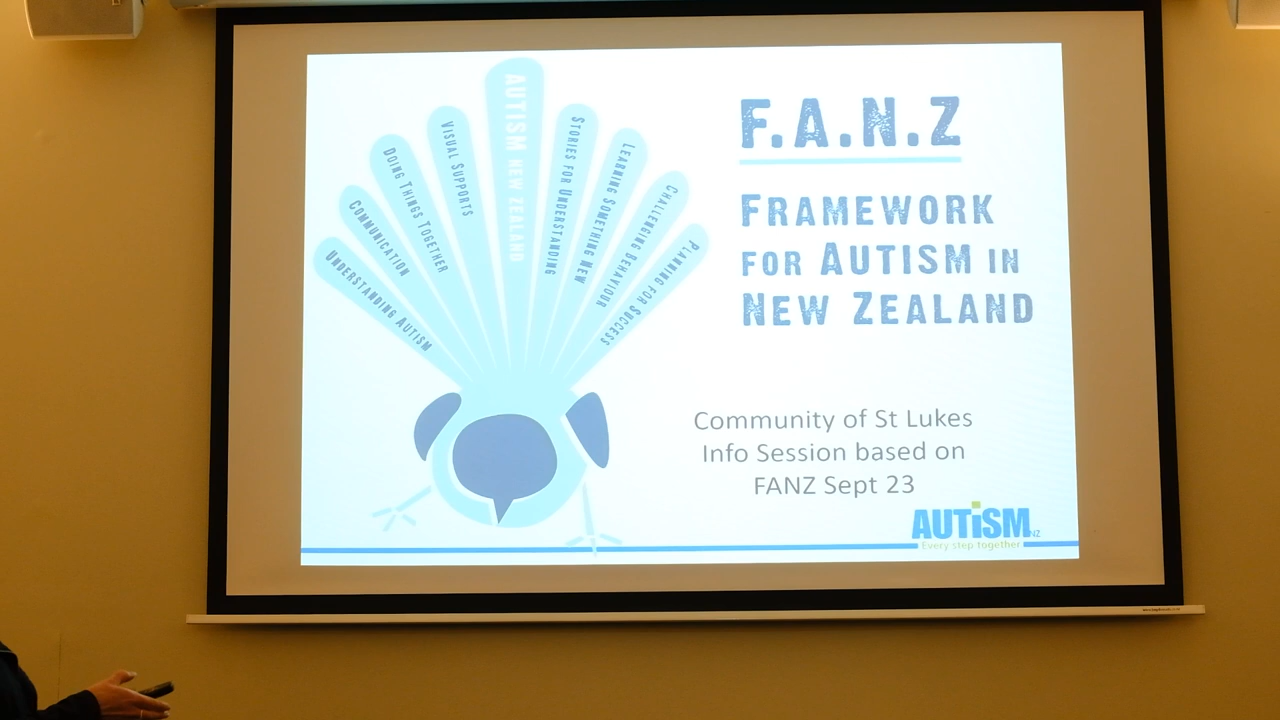 Understanding Autism
Communication
Doing Things Together
Visual Supports
AUTISM NEW ZEALAND
Stories for Understanding
Learning Something New
Challenging Behaviour
Planning for Success
F.A.N.Z
Framework
for Autism in
New Zealand
Community of St Lukes
Info Session based on
FANZ Sept 23
AUTiSM NZ
Every step together